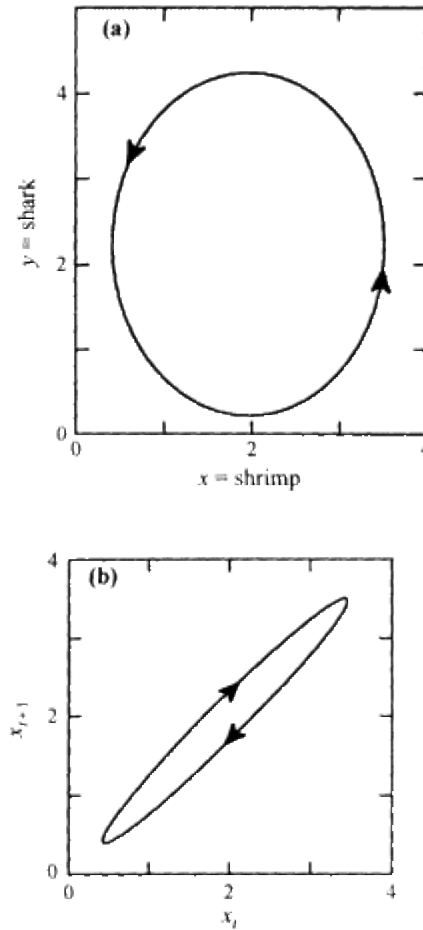 (a)
4
2
0
y = shark
0 2 4
x = shrimp
(b)
4
2
0
x_{t+1}
0 2 4
x_t